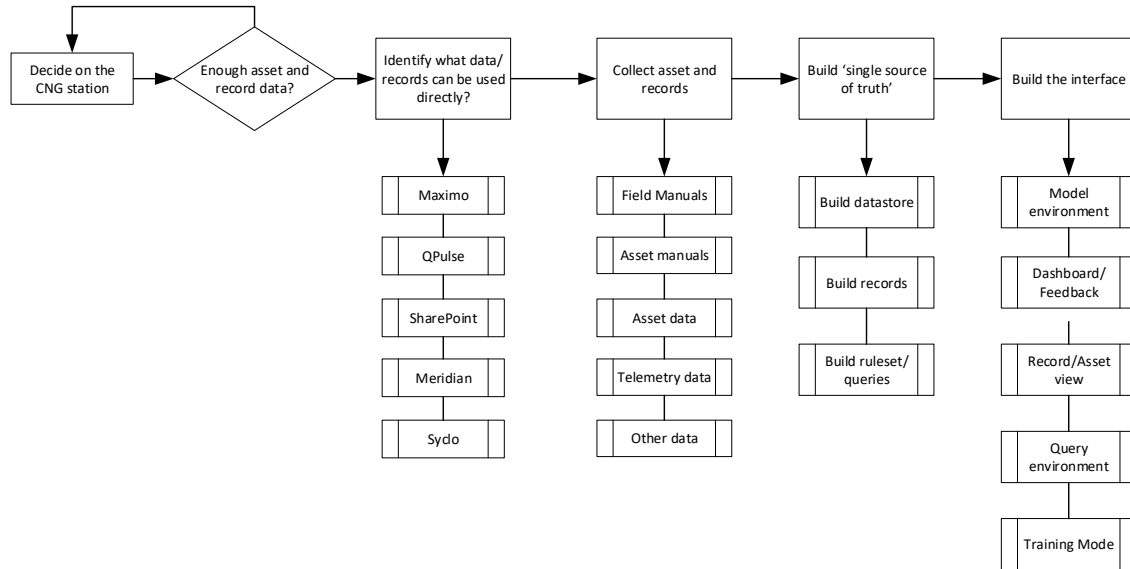 Decide on the
CNG station
Enough asset and
record data?
Identify what data/
records can be used
directly?
Collect asset and
records
Build ‘single source
of truth’
Build the interface
Maximo
QPulse
SharePoint
Meridian
Syclo
Field Manuals
Asset manuals
Asset data
Telemetry data
Other data
Build datastore
Build records
Build ruleset/
queries
Model
environment
Dashboard/
Feedback
Record/Asset
view
Query
environment
Training Mode